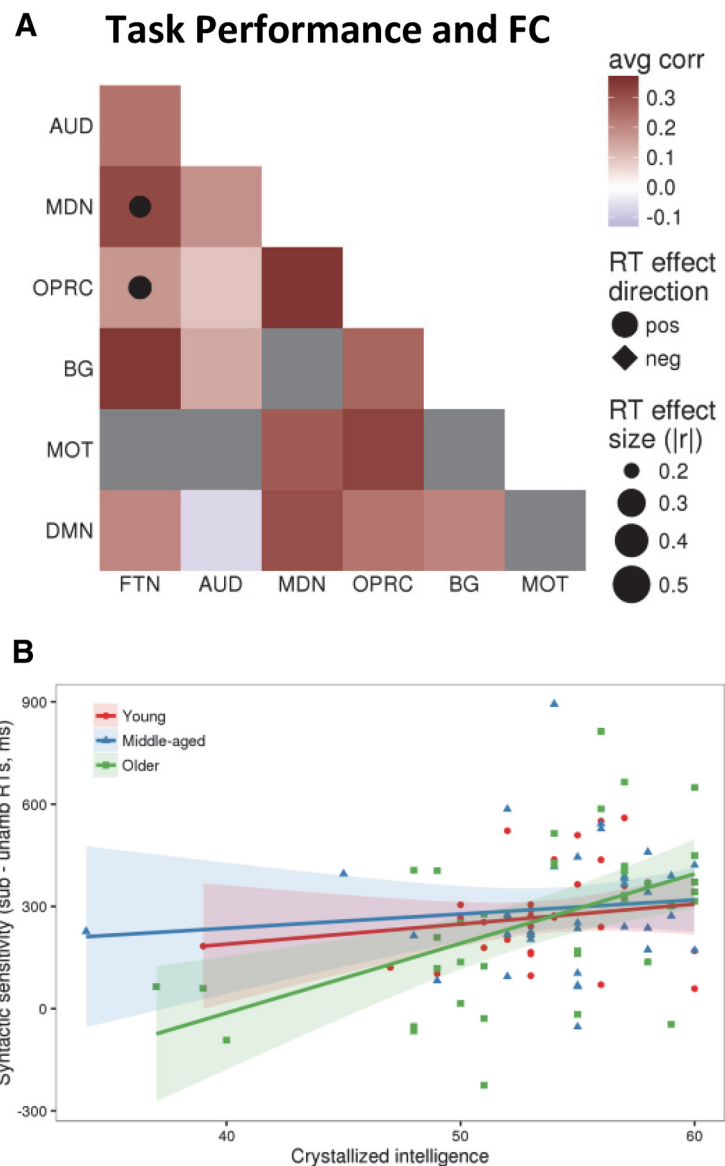 A
Task Performance and FC
AUD
MDN
OPRC
BG
MOT
DMN
FTN AUD MDN OPRC BG MOT
avg corr
0.3
0.2
0.1
0.0
-0.1
RT effect
direction
pos
neg
RT effect
size (|r|)
0.2
0.3
0.4
0.5
B
Syntactic sensitivity (sub - unamb RTs, ms)
900
600
300
0
-300
Young
Middle-aged
Older
40 50 60
Crystallized intelligence